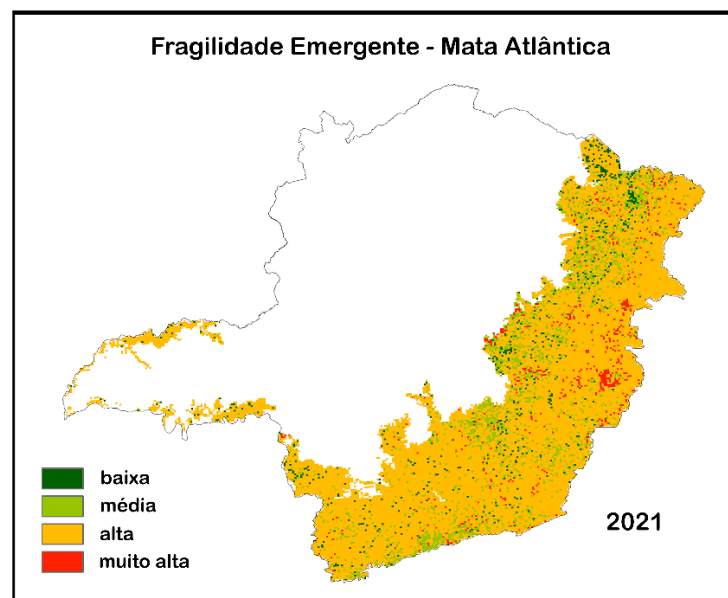 Fragilidade Emergente - Mata Atlântica
baixa
média
alta
muito alta
2021